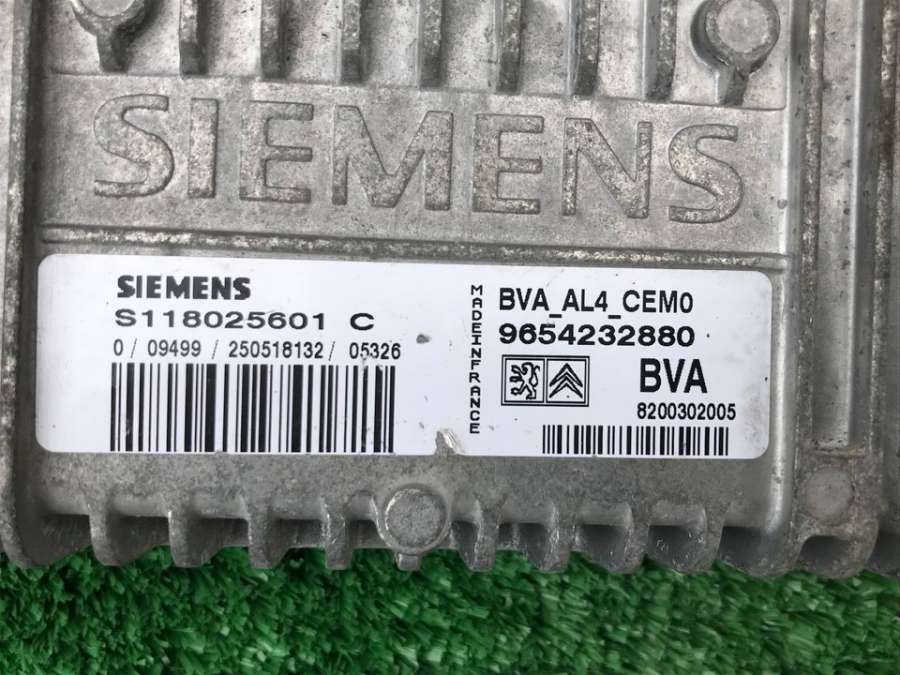 SIEMENS
SIEMENS
S118025601 C
0/ 09499 / 250518132/ 05326
MADEINFRANCE
BVA_AL4_CEM0
9654232880
BVA
8200302005